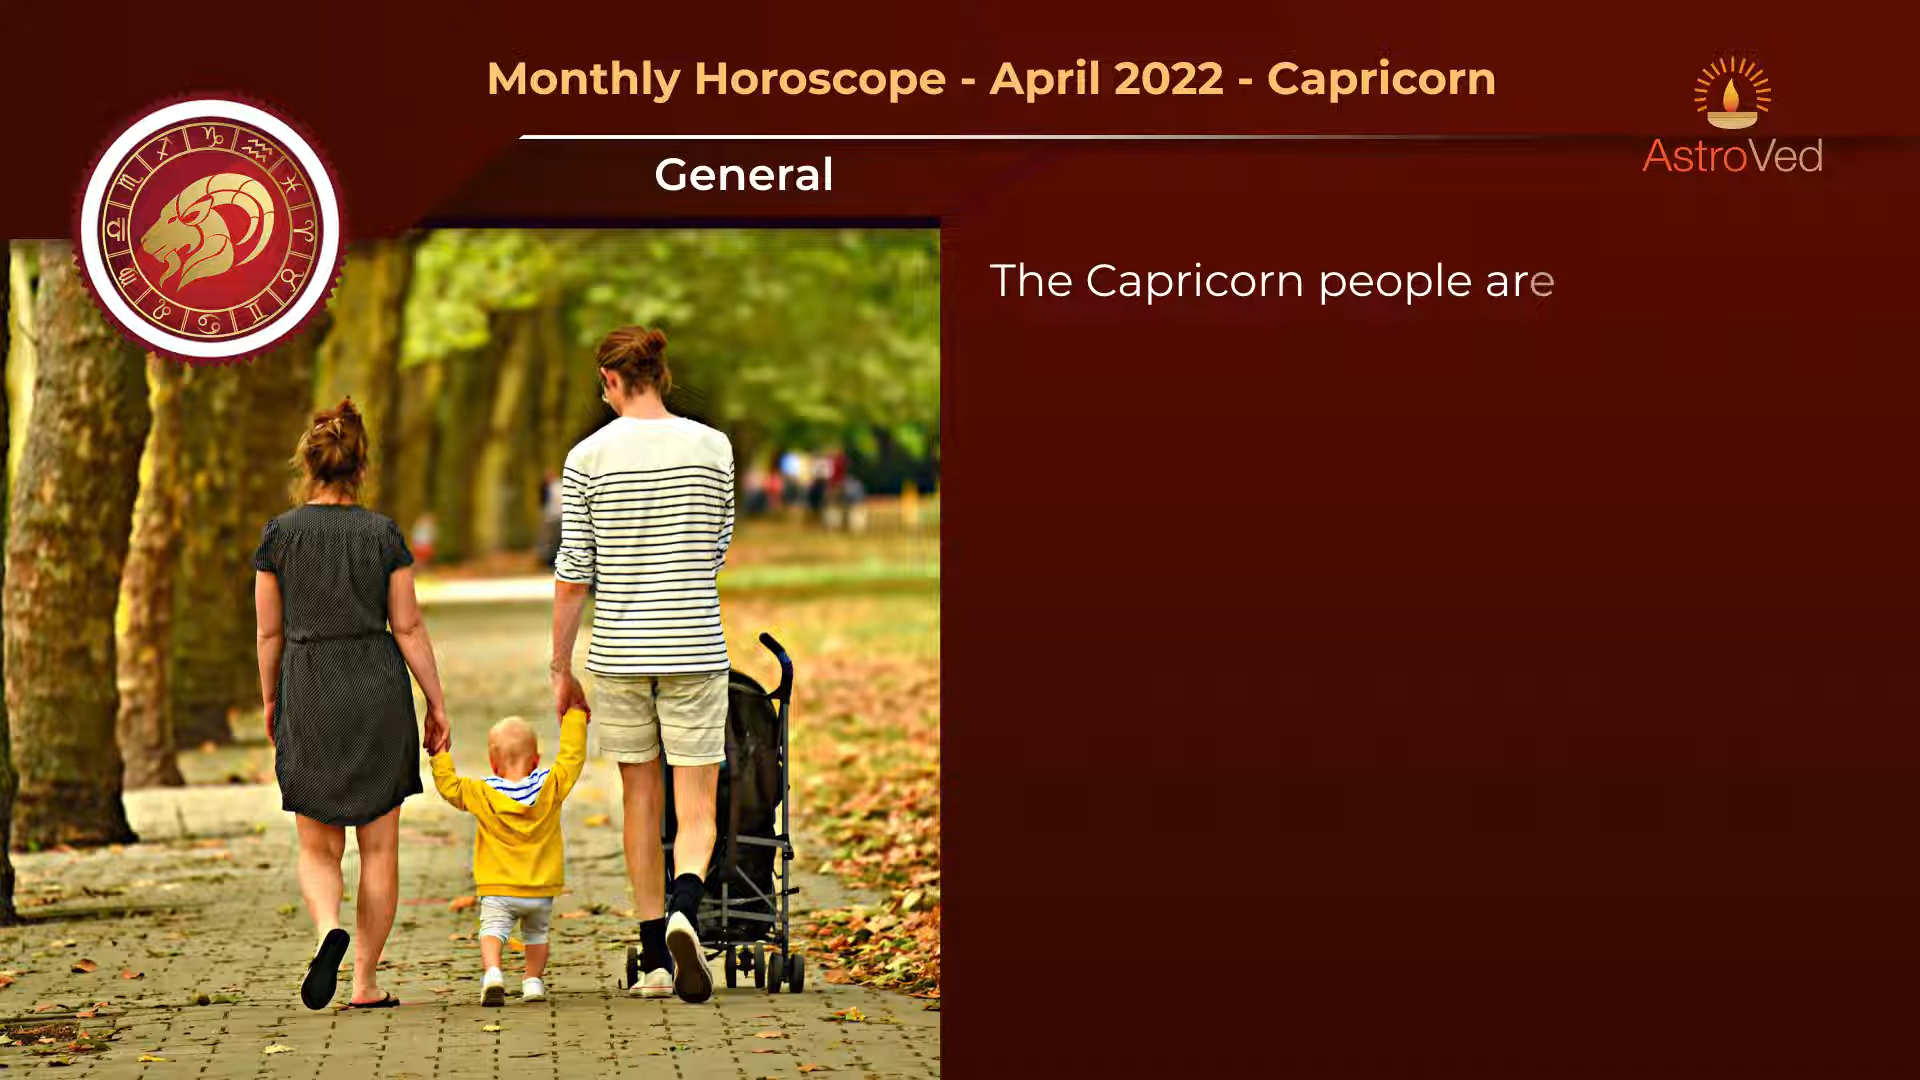 Monthly Horoscope - April 2022 - Capricorn
AstroVed
General
The Capricorn people are